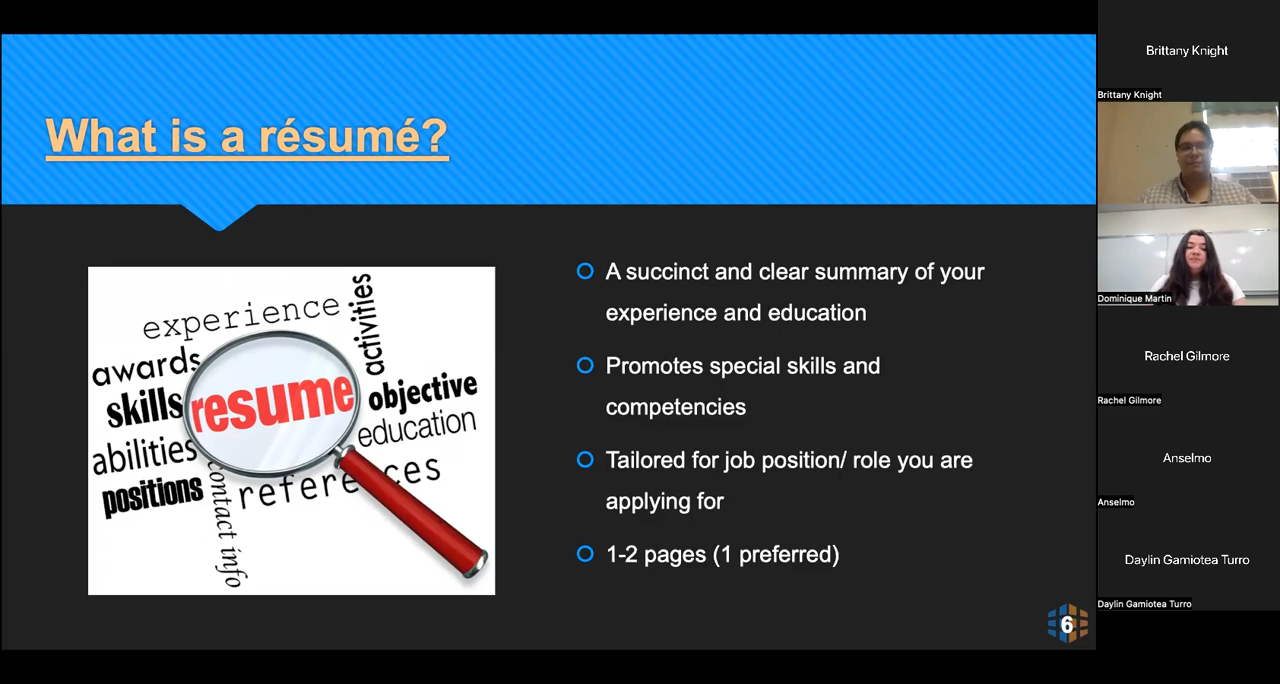 What is a résumé?
experience
activities
awards
skills
resume
objective
abilities
education
positions
contact info
references
A succinct and clear summary of your
experience and education
Promotes special skills and
competencies
Tailored for job position/ role you are
applying for
1-2 pages (1 preferred)
6
Brittany Knight
Brittany Knight
Dominique Martin
Rachel Gilmore
Rachel Gilmore
Anselmo
Anselmo
Daylin Gamiotea Turro
Daylin Gamiotea Turro